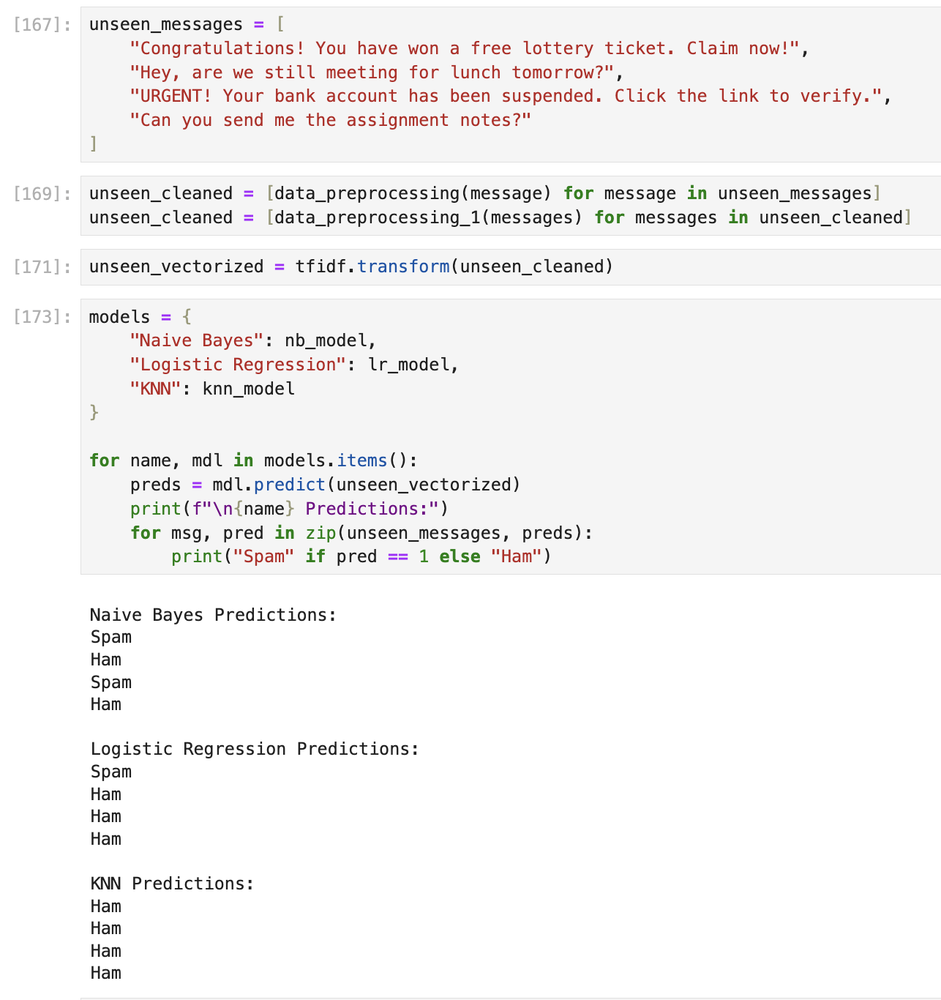 [167]: unseen_messages = [
"Congratulations! You have won a free lottery ticket. Claim now!",
"Hey, are we still meeting for lunch tomorrow?",
"URGENT! Your bank account has been suspended. Click the link to verify.",
"Can you send me the assignment notes?"
]
[169]: unseen_cleaned = [data_preprocessing(message) for message in unseen_messages]
unseen_cleaned = [data_preprocessing_1(messages) for messages in unseen_cleaned]
[171]: unseen_vectorized = tfidf.transform(unseen_cleaned)
[173]: models = {
"Naive Bayes": nb_model,
"Logistic Regression": lr_model,
"KNN": knn_model
}
for name, mdl in models.items():
preds = mdl.predict(unseen_vectorized)
print(f"\n{name} Predictions:")
for msg, pred in zip(unseen_messages, preds):
print("Spam" if pred == 1 else "Ham")
Naive Bayes Predictions:
Spam
Ham
Spam
Ham
Logistic Regression Predictions:
Spam
Ham
Ham
Ham
KNN Predictions:
Ham
Ham
Ham
Ham